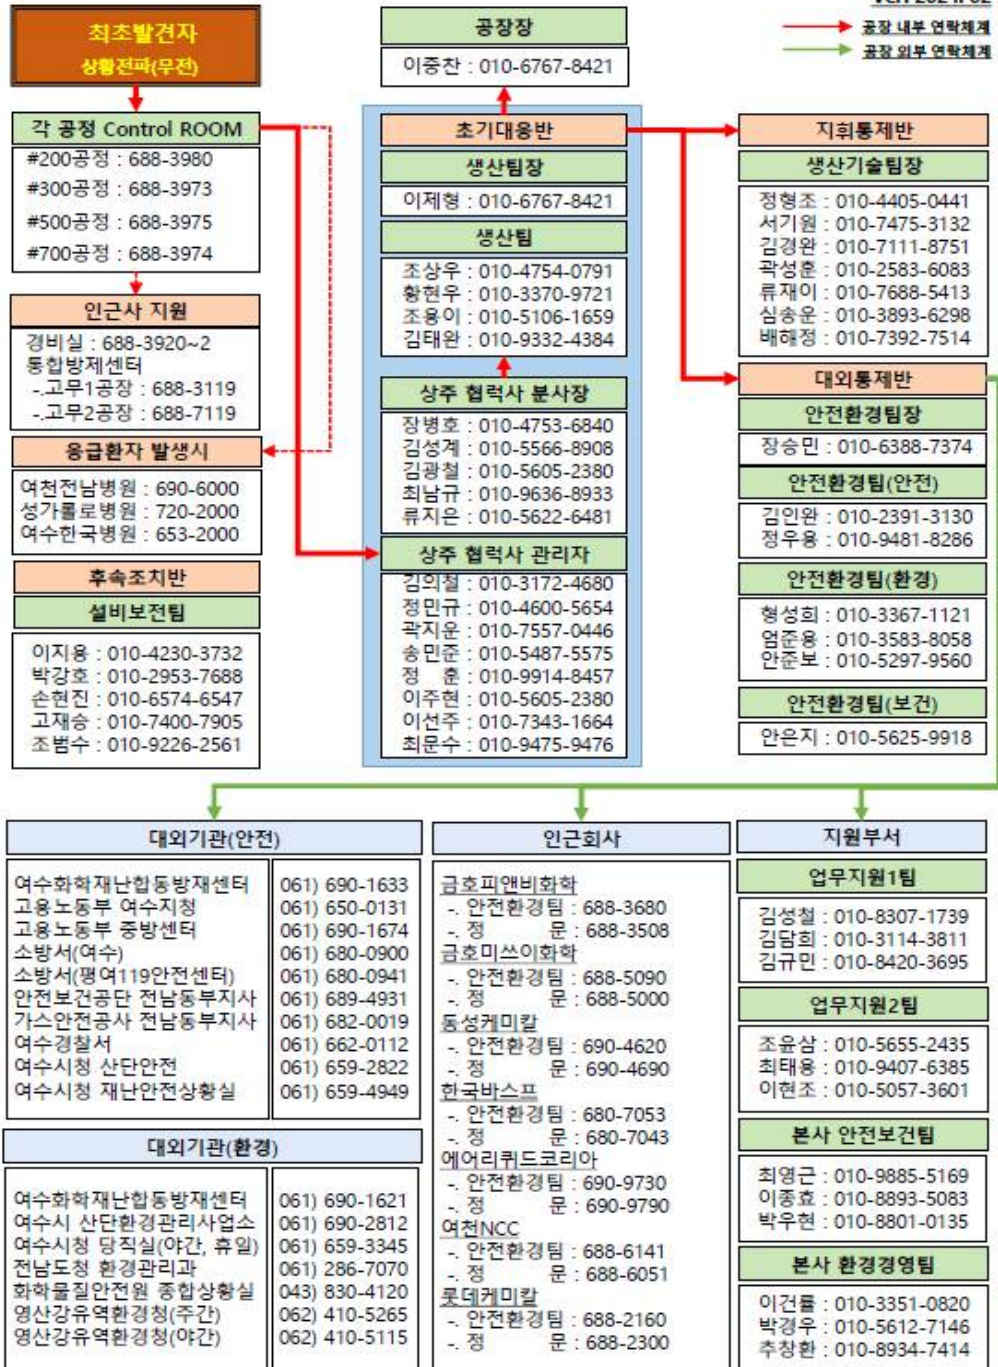 공장 내부 연락체계
공장 외부 연락체계
최초발견자
상황전파(무전)
각 공정 Control ROOM
#200공정 : 688-3980
#300공정 : 688-3973
#500공정 : 688-3975
#700공정 : 688-3974
인근사 지원
경비실 : 688-3920~2
통합방제센터
-.고무1공장 : 688-3119
-.고무2공장 : 688-7119
응급환자 발생시
여천전남병원 : 690-6000
성가롤로병원 : 720-2000
여수한국병원 : 653-2000
후속조치반
설비보전팀
이지용 : 010-4230-3732
박강호 : 010-2953-7688
손현진 : 010-6574-6547
고재승 : 010-7400-7905
조범수 : 010-9226-2561
공장장
이중찬 : 010-6767-8421
초기대응반
생산팀장
이제형 : 010-6767-8421
생산팀
조상우 : 010-4754-0791
황현우 : 010-3370-9721
조용이 : 010-5106-1659
김태완 : 010-9332-4384
상주 협럭사 분사장
장병호 : 010-4753-6840
김성계 : 010-5566-8908
김광철 : 010-5605-2380
최남규 : 010-9636-8933
류지은 : 010-5622-6481
상주 협럭사 관리자
김의철 : 010-3172-4680
정민규 : 010-4600-5654
곽지운 : 010-7557-0446
송민준 : 010-5487-5575
정 훈 : 010-9914-8457
이주현 : 010-5605-2380
이선주 : 010-7343-1664
최문수 : 010-9475-9476
지휘통제반
생산기술팀장
정형조 : 010-4405-0441
서기원 : 010-7475-3132
김경완 : 010-7111-8751
곽성훈 : 010-2583-6083
류재이 : 010-7688-5413
심송운 : 010-3893-6298
배해정 : 010-7392-7514
대외통제반
안전환경팀장
장승민 : 010-6388-7374
안전환경팀(안전)
김인완 : 010-2391-3130
정우용 : 010-9481-8286
안전환경팀(환경)
형성희 : 010-3367-1121
엄준용 : 010-3583-8058
안준보 : 010-5297-9560
안전환경팀(보건)
안은지 : 010-5625-9918
대외기관(안전)
여수화학재난합동방재센터 061) 690-1633
고용노동부 여수지청 061) 650-0131
고용노동부 중방센터 061) 690-1674
소방서(여수) 061) 680-0900
소방서(평여119안전센터) 061) 680-0941
안전보건공단 전남동부지사 061) 689-4931
가스안전공사 전남동부지사 061) 682-0019
여수경찰서 061) 662-0112
여수시청 산단안전 061) 659-2822
여수시청 재난안전상황실 061) 659-4949
대외기관(환경)
여수화학재난합동방재센터 061) 690-1621
여수시 산단환경관리사업소 061) 690-2812
여수시청 당직실(야간, 휴일) 061) 659-3345
전남도청 환경관리과 061) 286-7070
화학물질안전원 종합상황실 043) 830-4120
영산강유역환경청(주간) 062) 410-5265
영산강유역환경청(야간) 062) 410-5115
인근회사
금호피앤비화학
-. 안전환경팀 : 688-3680
-. 정 문 : 688-3508
금호미쓰이화학
-. 안전환경팀 : 688-5090
-. 정 문 : 688-5000
동성케미칼
-. 안전환경팀 : 690-4620
-. 정 문 : 690-4690
한국바스프
-. 안전환경팀 : 680-7053
-. 정 문 : 680-7043
에어리퀴드코리아
-. 안전환경팀 : 690-9730
-. 정 문 : 690-9790
여천NCC
-. 안전환경팀 : 688-6141
-. 정 문 : 688-6051
롯데케미칼
-. 안전환경팀 : 688-2160
-. 정 문 : 688-2300
지원부서
업무지원1팀
김성철 : 010-8307-1739
김담희 : 010-3114-3811
김규민 : 010-8420-3695
업무지원2팀
조윤삼 : 010-5655-2435
최태용 : 010-9407-6385
이현조 : 010-5057-3601
본사 안전보건팀
최영근 : 010-9885-5169
이종효 : 010-8893-5083
박우현 : 010-8801-0135
본사 환경경영팀
이건률 : 010-3351-0820
박경우 : 010-5612-7146
추창환 : 010-8934-7414